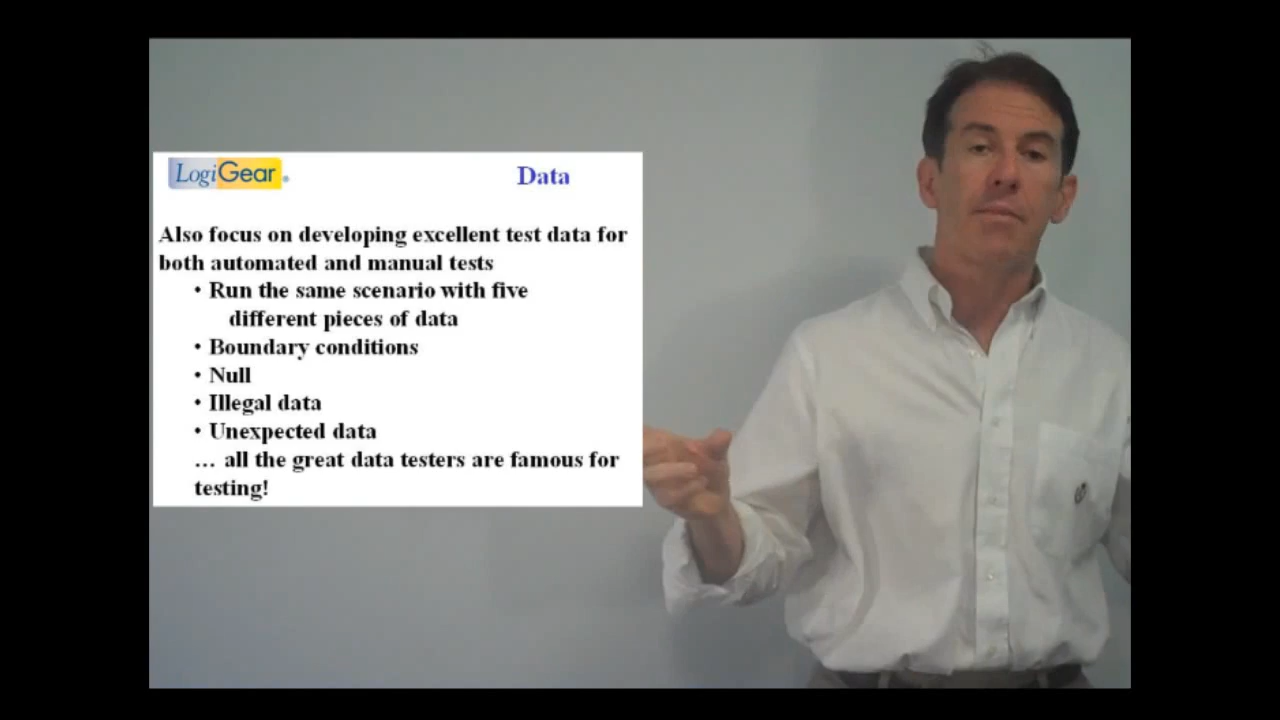 LogiGear
Data
Also focus on developing excellent test data for
both automated and manual tests
• Run the same scenario with five
different pieces of data
• Boundary conditions
• Null
• Illegal data
• Unexpected data
… all the great data testers are famous for
testing!